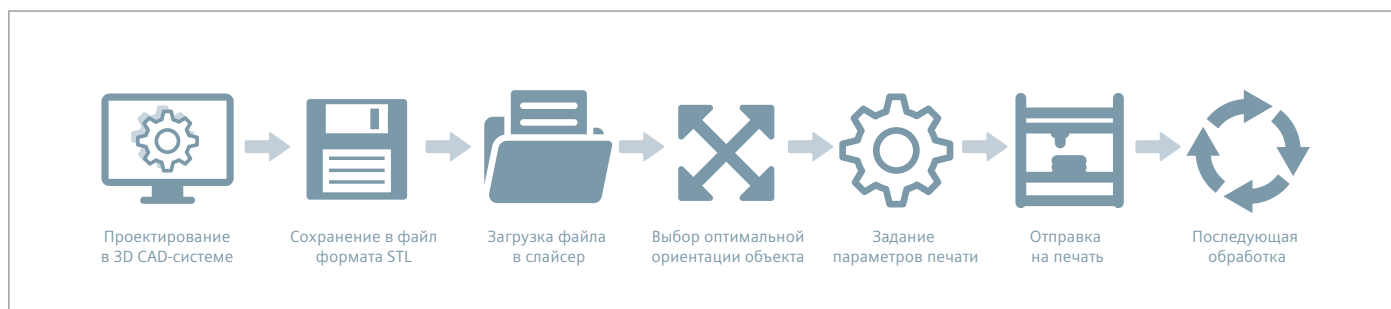 Проектирование
в 3D CAD-системе
Сохранение в файл
формата STL
Загрузка файла
в слайсер
Выбор оптимальной
ориентации объекта
Задание
параметров печати
Отправка
на печать
Последующая
обработка